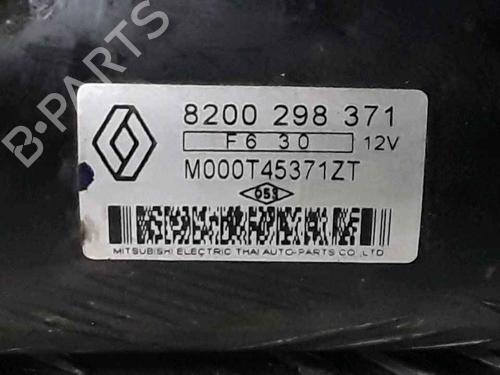 B-PARTS
8200 298 371
F6 30 12V
M000T45371ZT
053
MITSUBISHI ELECTRIC THAI AUTO-PARTS CO.,LTD